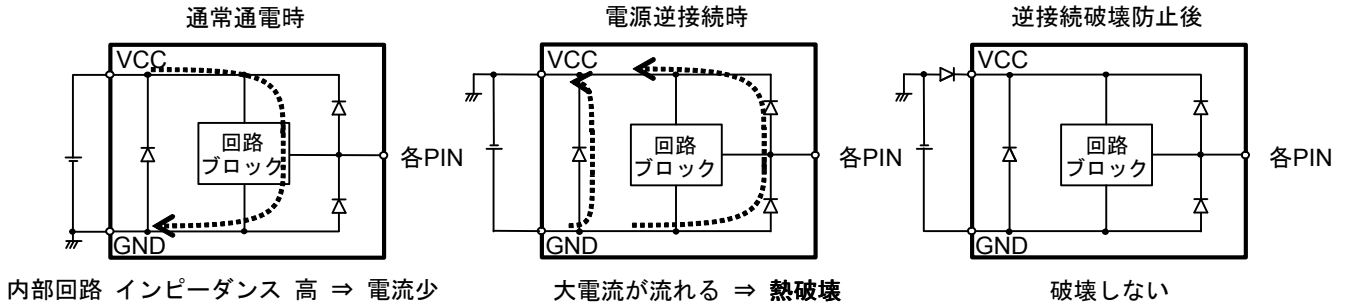 通常通電時
電源逆接続時
逆接続破壊防止後
VCC
回路
ブロック
各PIN
GND
VCC
回路
ブロック
各PIN
GND
VCC
回路
ブロック
各PIN
GND
内部回路 インピーダンス 高 ⇒ 電流少
大電流が流れる ⇒ 熱破壊
破壊しない